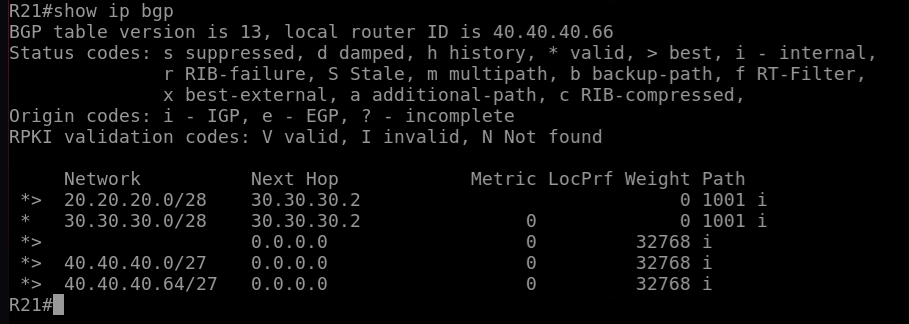 R21#show ip bgp
BGP table version is 13, local router ID is 40.40.40.66
Status codes: s suppressed, d damped, h history, * valid, > best, i - internal,
              r RIB-failure, S Stale, m multipath, b backup-path, f RT-Filter,
              x best-external, a additional-path, c RIB-compressed,
Origin codes: i - IGP, e - EGP, ? - incomplete
RPKI validation codes: V valid, I invalid, N Not found

     Network          Next Hop            Metric LocPrf Weight Path
 *>  20.20.20.0/28    30.30.30.2                             0 1001 i
 *   30.30.30.0/28    30.30.30.2               0             0 1001 i
 *>                   0.0.0.0                  0         32768 i
 *>  40.40.40.0/27    0.0.0.0                  0         32768 i
 *>  40.40.40.64/27   0.0.0.0                  0         32768 i
R21#